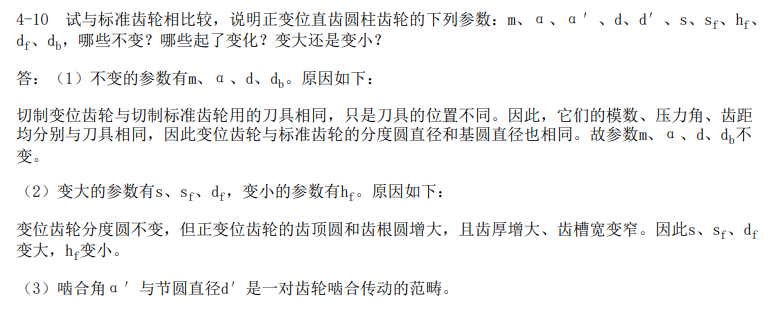 4-10  试与标准齿轮相比较，说明正变位直齿圆柱齿轮的下列参数：m、α、α′、d、d′、s、sf、hf、
df、db，哪些不变？哪些起了变化？变大还是变小？
答：（1）不变的参数有m、α、d、db。原因如下：
切制变位齿轮与切制标准齿轮用的刀具相同，只是刀具的位置不同。因此，它们的模数、压力角、齿距
均分别与刀具相同，因此变位齿轮与标准齿轮的分度圆直径和基圆直径也相同。故参数m、α、d、db不
变。
（2）变大的参数有s、sf、df，变小的参数有hf。原因如下：
变位齿轮分度圆不变，但正变位齿轮的齿顶圆和齿根圆增大，且齿厚增大、齿槽宽变窄。因此s、sf、df
变大，hf变小。
（3）啮合角α′与节圆直径d′是一对齿轮啮合传动的范畴。